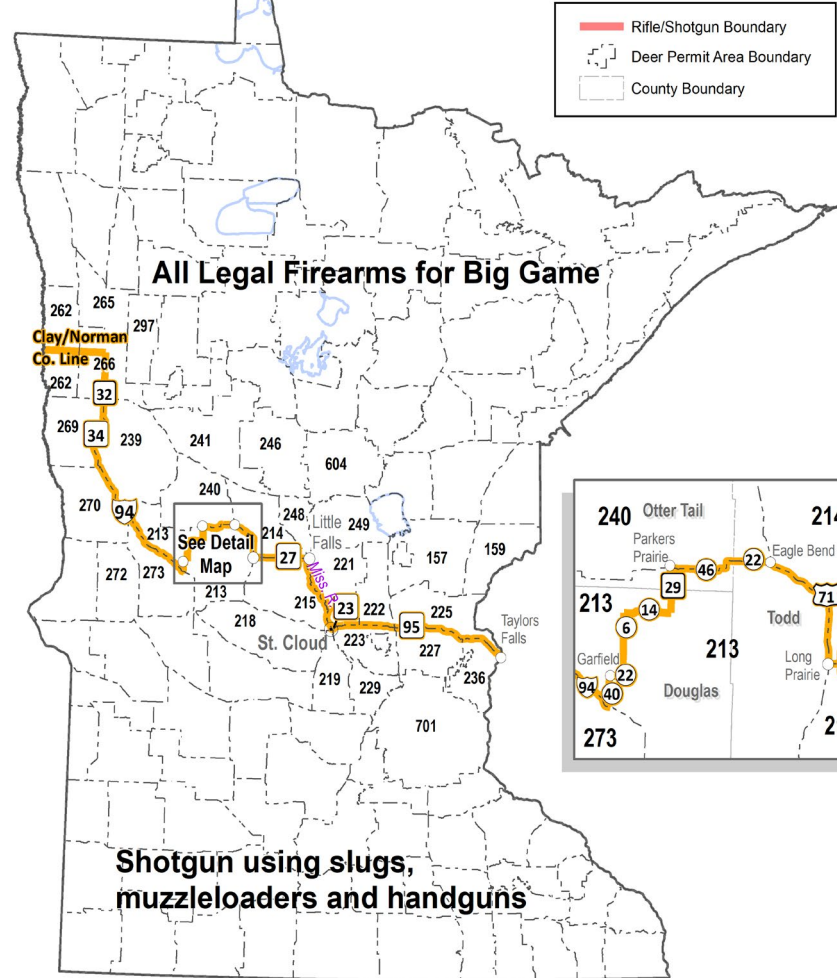 Rifle/Shotgun Boundary
Deer Permit Area Boundary
County Boundary
All Legal Firearms for Big Game
262
265
297
Clay/Norman
Co. Line
266
262
32
269
34
239
241
246
604
270
94
240
248
Little
Falls
249
213
See Detail
Map
214
27
221
157
159
272
273
213
Miss. R.
215
23
222
225
218
St. Cloud
223
95
227
Taylors
Falls
219
229
236
701
240
Otter Tail
214
Parkers
Prairie
46
22
Eagle Bend
29
71
213
14
6
Todd
213
Garfield
22
Long
Prairie
94
40
Douglas
273
2
Shotgun using slugs,
muzzleloaders and handguns